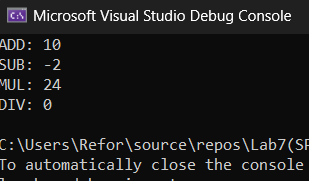 Microsoft Visual Studio Debug Console
ADD: 10
SUB: -2
MUL: 24
DIV: 0
C:\Users\Refor\source\repos\Lab7(SP
To automatically close the console